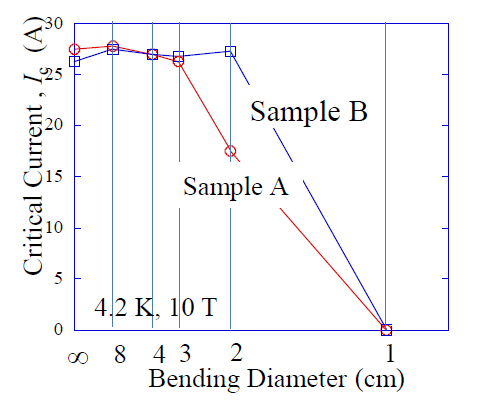 30
25
20
15
10
5
0
Critical Current , Ic (A)
Sample B
Sample A
4.2 K, 10 T
∞ 8 4 3 2 1
Bending Diameter (cm)